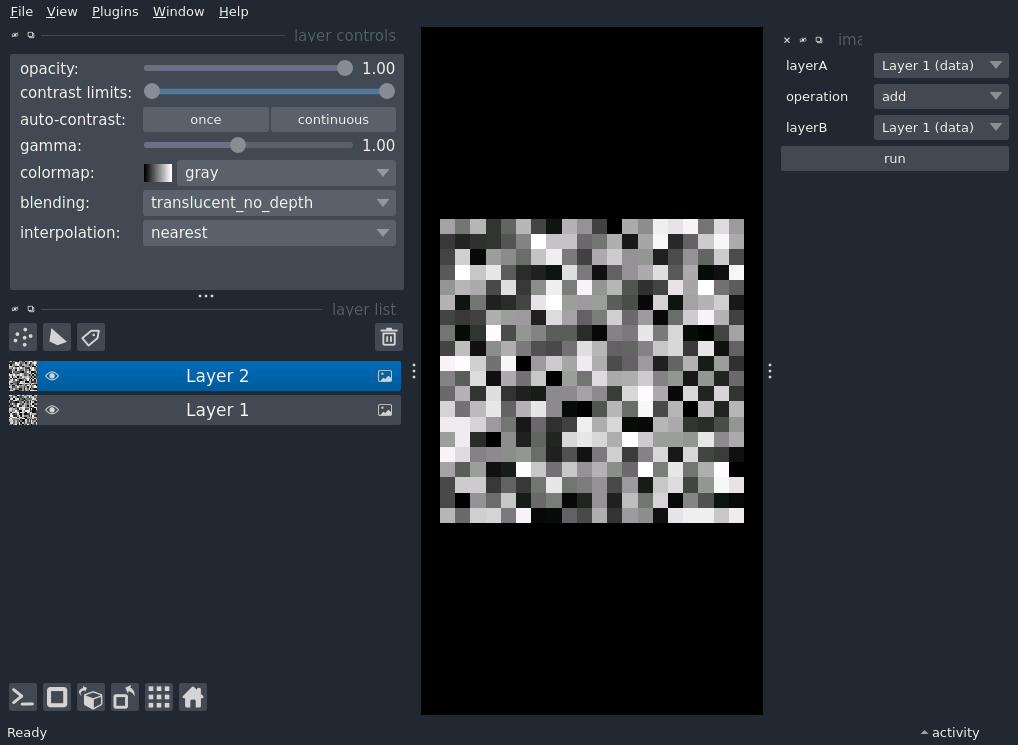 File View Plugins Window Help
layer controls
opacity: 1.00
contrast limits:
auto-contrast: once continuous
gamma: 1.00
colormap: gray
blending: translucent_no_depth
interpolation: nearest
layer list
Layer 2
Layer 1
layerA Layer 1 (data)
operation add
layerB Layer 1 (data)
run
Ready
activity